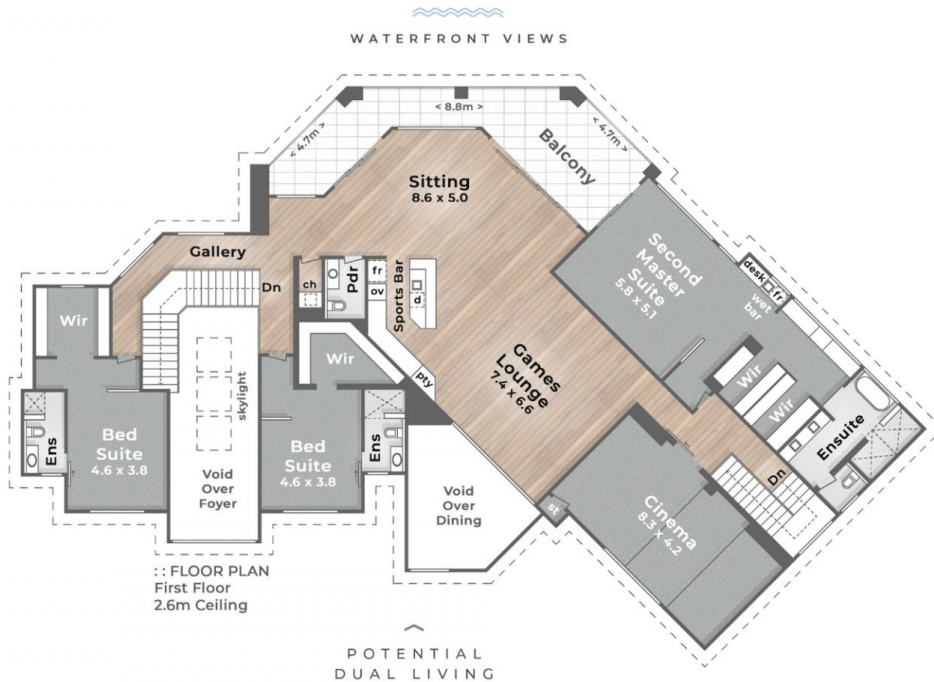 WATERFRONT VIEWS
< 4.7m >
< 8.8m >
< 4.7m >
Balcony
Sitting
8.6 x 5.0
Gallery
Dn
ch
Pdr
fr
ov
Sports Bar
d
pty
Second
Master
Suite
5.8 x 5.1
desk
fr
wet
bar
Wir
Wir
Wir
Wir
Games
Lounge
7.4 x 6.6
Ensuite
Dn
Ens
Bed
Suite
4.6 x 3.8
skylight
Void
Over
Foyer
Bed
Suite
4.6 x 3.8
Ens
Void
Over
Dining
st
Cinema
8.3 x 4.2
:: FLOOR PLAN
First Floor
2.6m Ceiling
POTENTIAL
DUAL LIVING